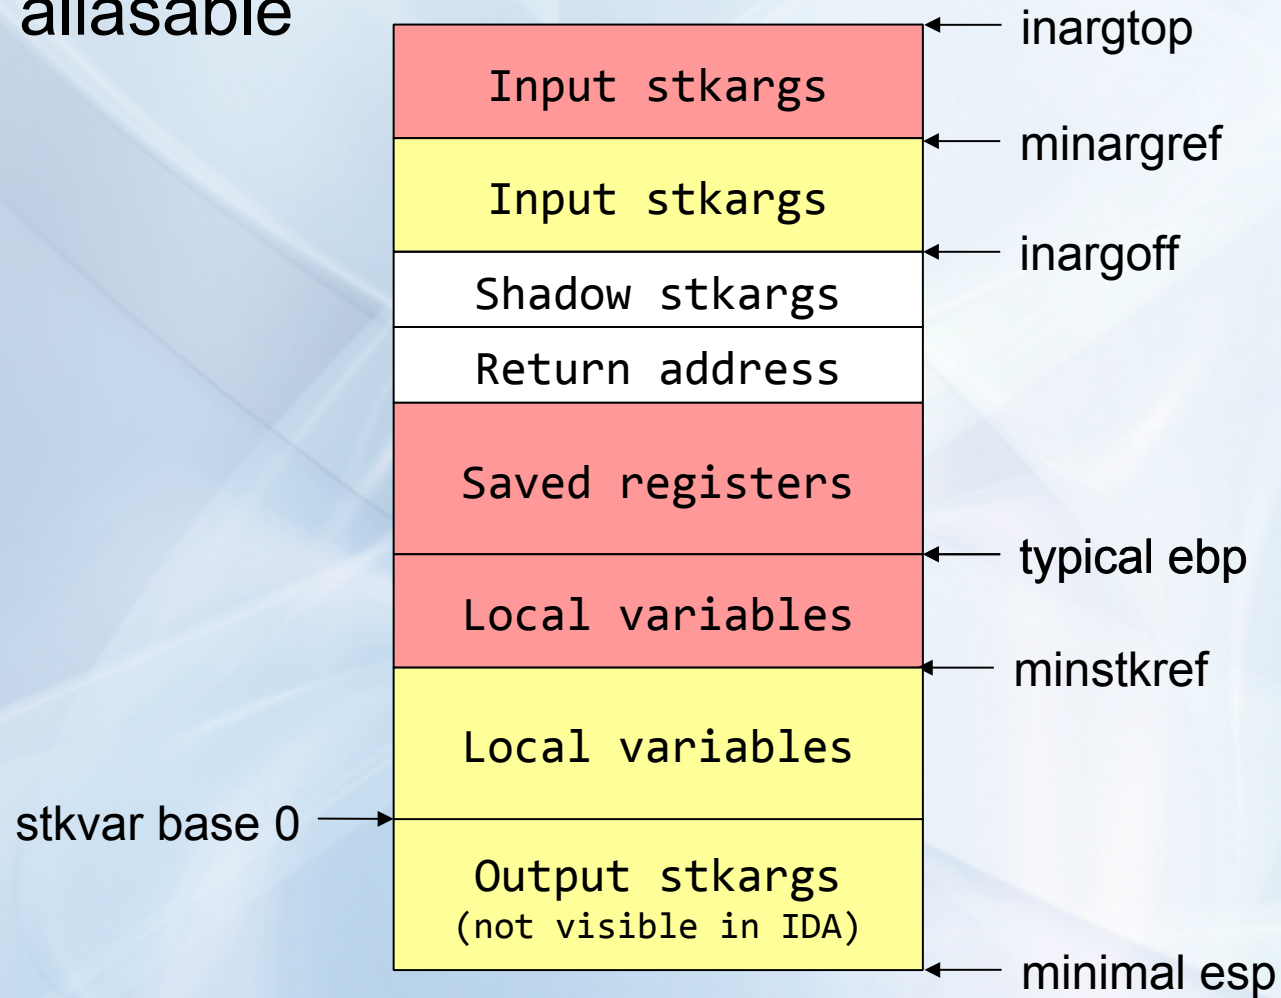 aliasable
inargtop
Input stkargs
minargref
Input stkargs
inargoff
Shadow stkargs
Return address
Saved registers
typical ebp
Local variables
minstkref
Local variables
stkvar base 0
Output stkargs
(not visible in IDA)
minimal esp